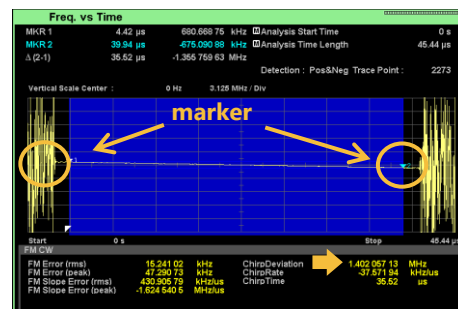 Freq. vs Time
MKR 1 4.42 µs 680.668 75 kHz M Analysis Start Time 0 s
MKR 2 39.94 µs -675.090 88 kHz M Analysis Time Length 45.44 µs
Δ (2-1) 35.52 µs -1.355 759 63 MHz
Detection : Pos&Neg Trace Point : 2273
Vertical Scale Center : 0 Hz 3.125 MHz / Div
marker
1
Start 0 s Stop 45.44 µs
FM CW
FM Error (rms) 15.241 02 kHz ChirpDeviation 1.402 057 13 MHz
FM Error (peak) 47.290 73 kHz ChirpRate -37.571 94 kHz/us
FM Slope Error (rms) 430.905 79 kHz/us ChirpTime 35.52 µs
FM Slope Error (peak) -1.624 540 5 MHz/us